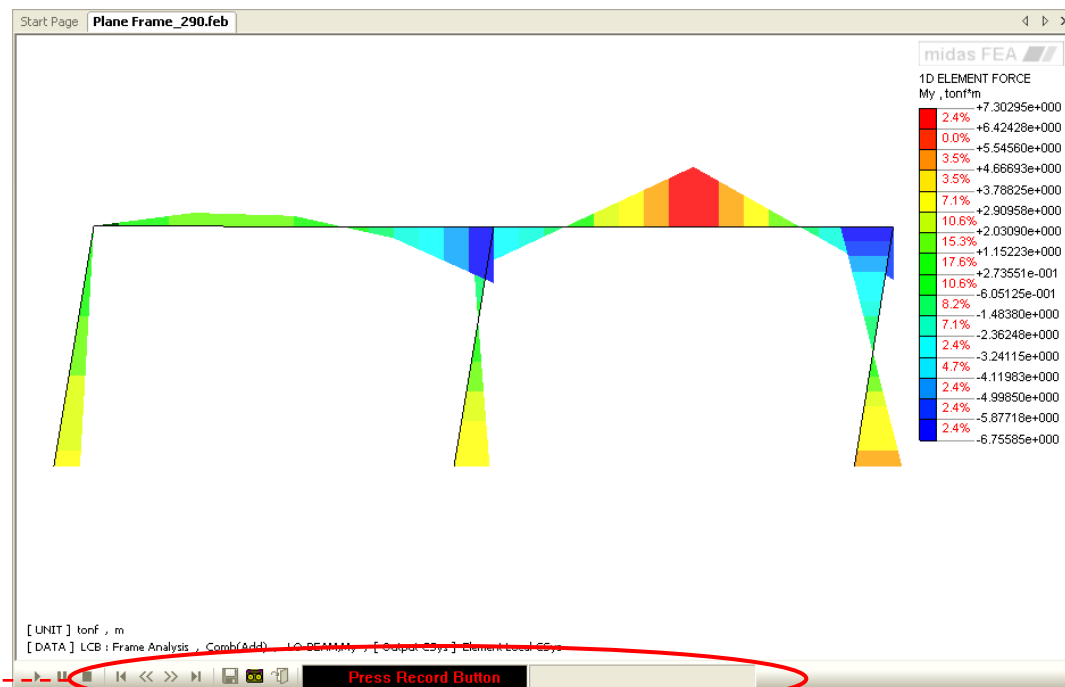 Start Page Plane Frame_290.feb
midas FEA
1D ELEMENT FORCE
My , tonf*m
+7.30295e+000
2.4%
+6.42428e+000
0.0%
+5.54560e+000
3.5%
+4.66693e+000
3.5%
+3.78825e+000
7.1%
+2.90958e+000
10.6%
+2.03090e+000
15.3%
+1.15223e+000
17.6%
+2.73551e-001
10.6%
-6.05125e-001
8.2%
-1.48380e+000
7.1%
-2.36248e+000
2.4%
-3.24115e+000
4.7%
-4.11983e+000
2.4%
-4.99850e+000
2.4%
-5.87718e+000
2.4%
-6.75585e+000
[ UNIT ] tonf , m
[ DATA ] LCB : Frame Analysis , Comb(Add) , LO-BEAM,My , [ Output CSys ] Element Local CSys
Press Record Button